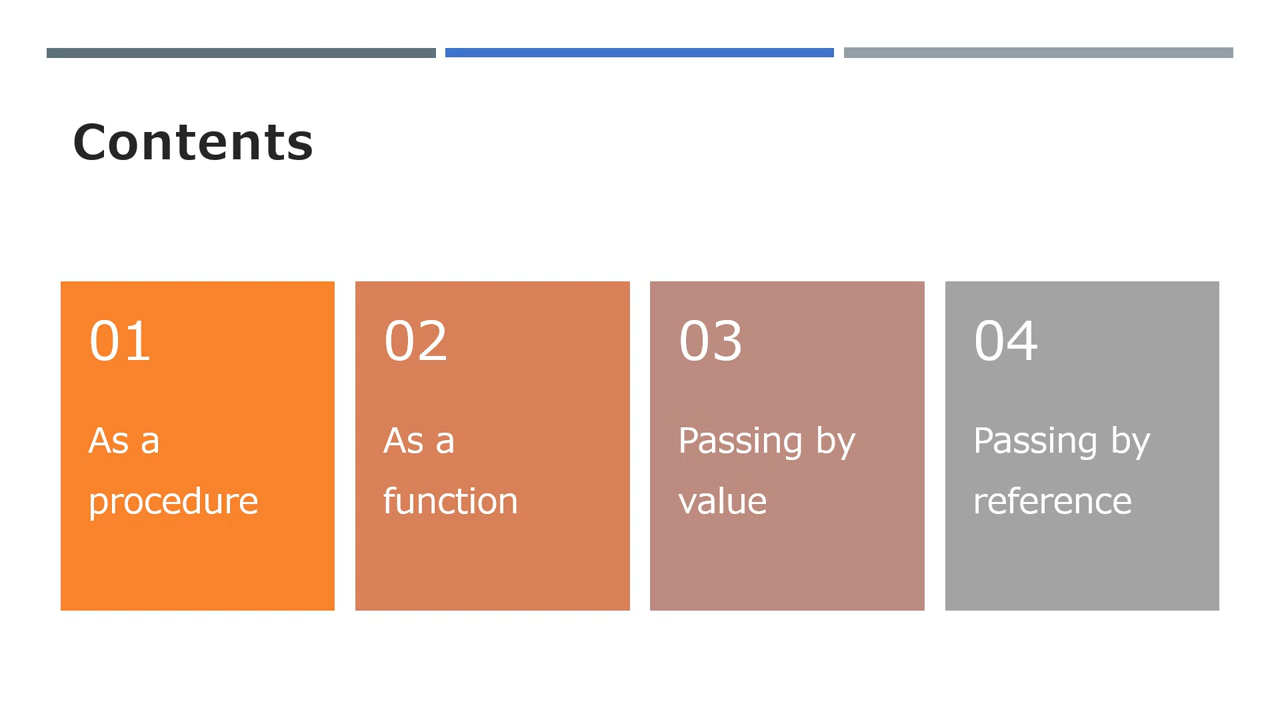 Contents
01
As a
procedure
02
As a
function
03
Passing by
value
04
Passing by
reference